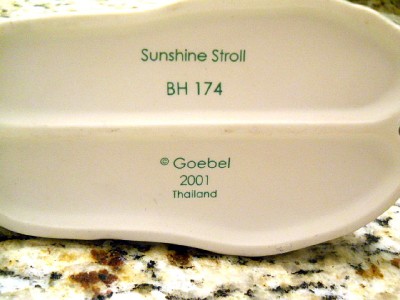 Sunshine Stroll
BH 174
© Goebel
2001
Thailand